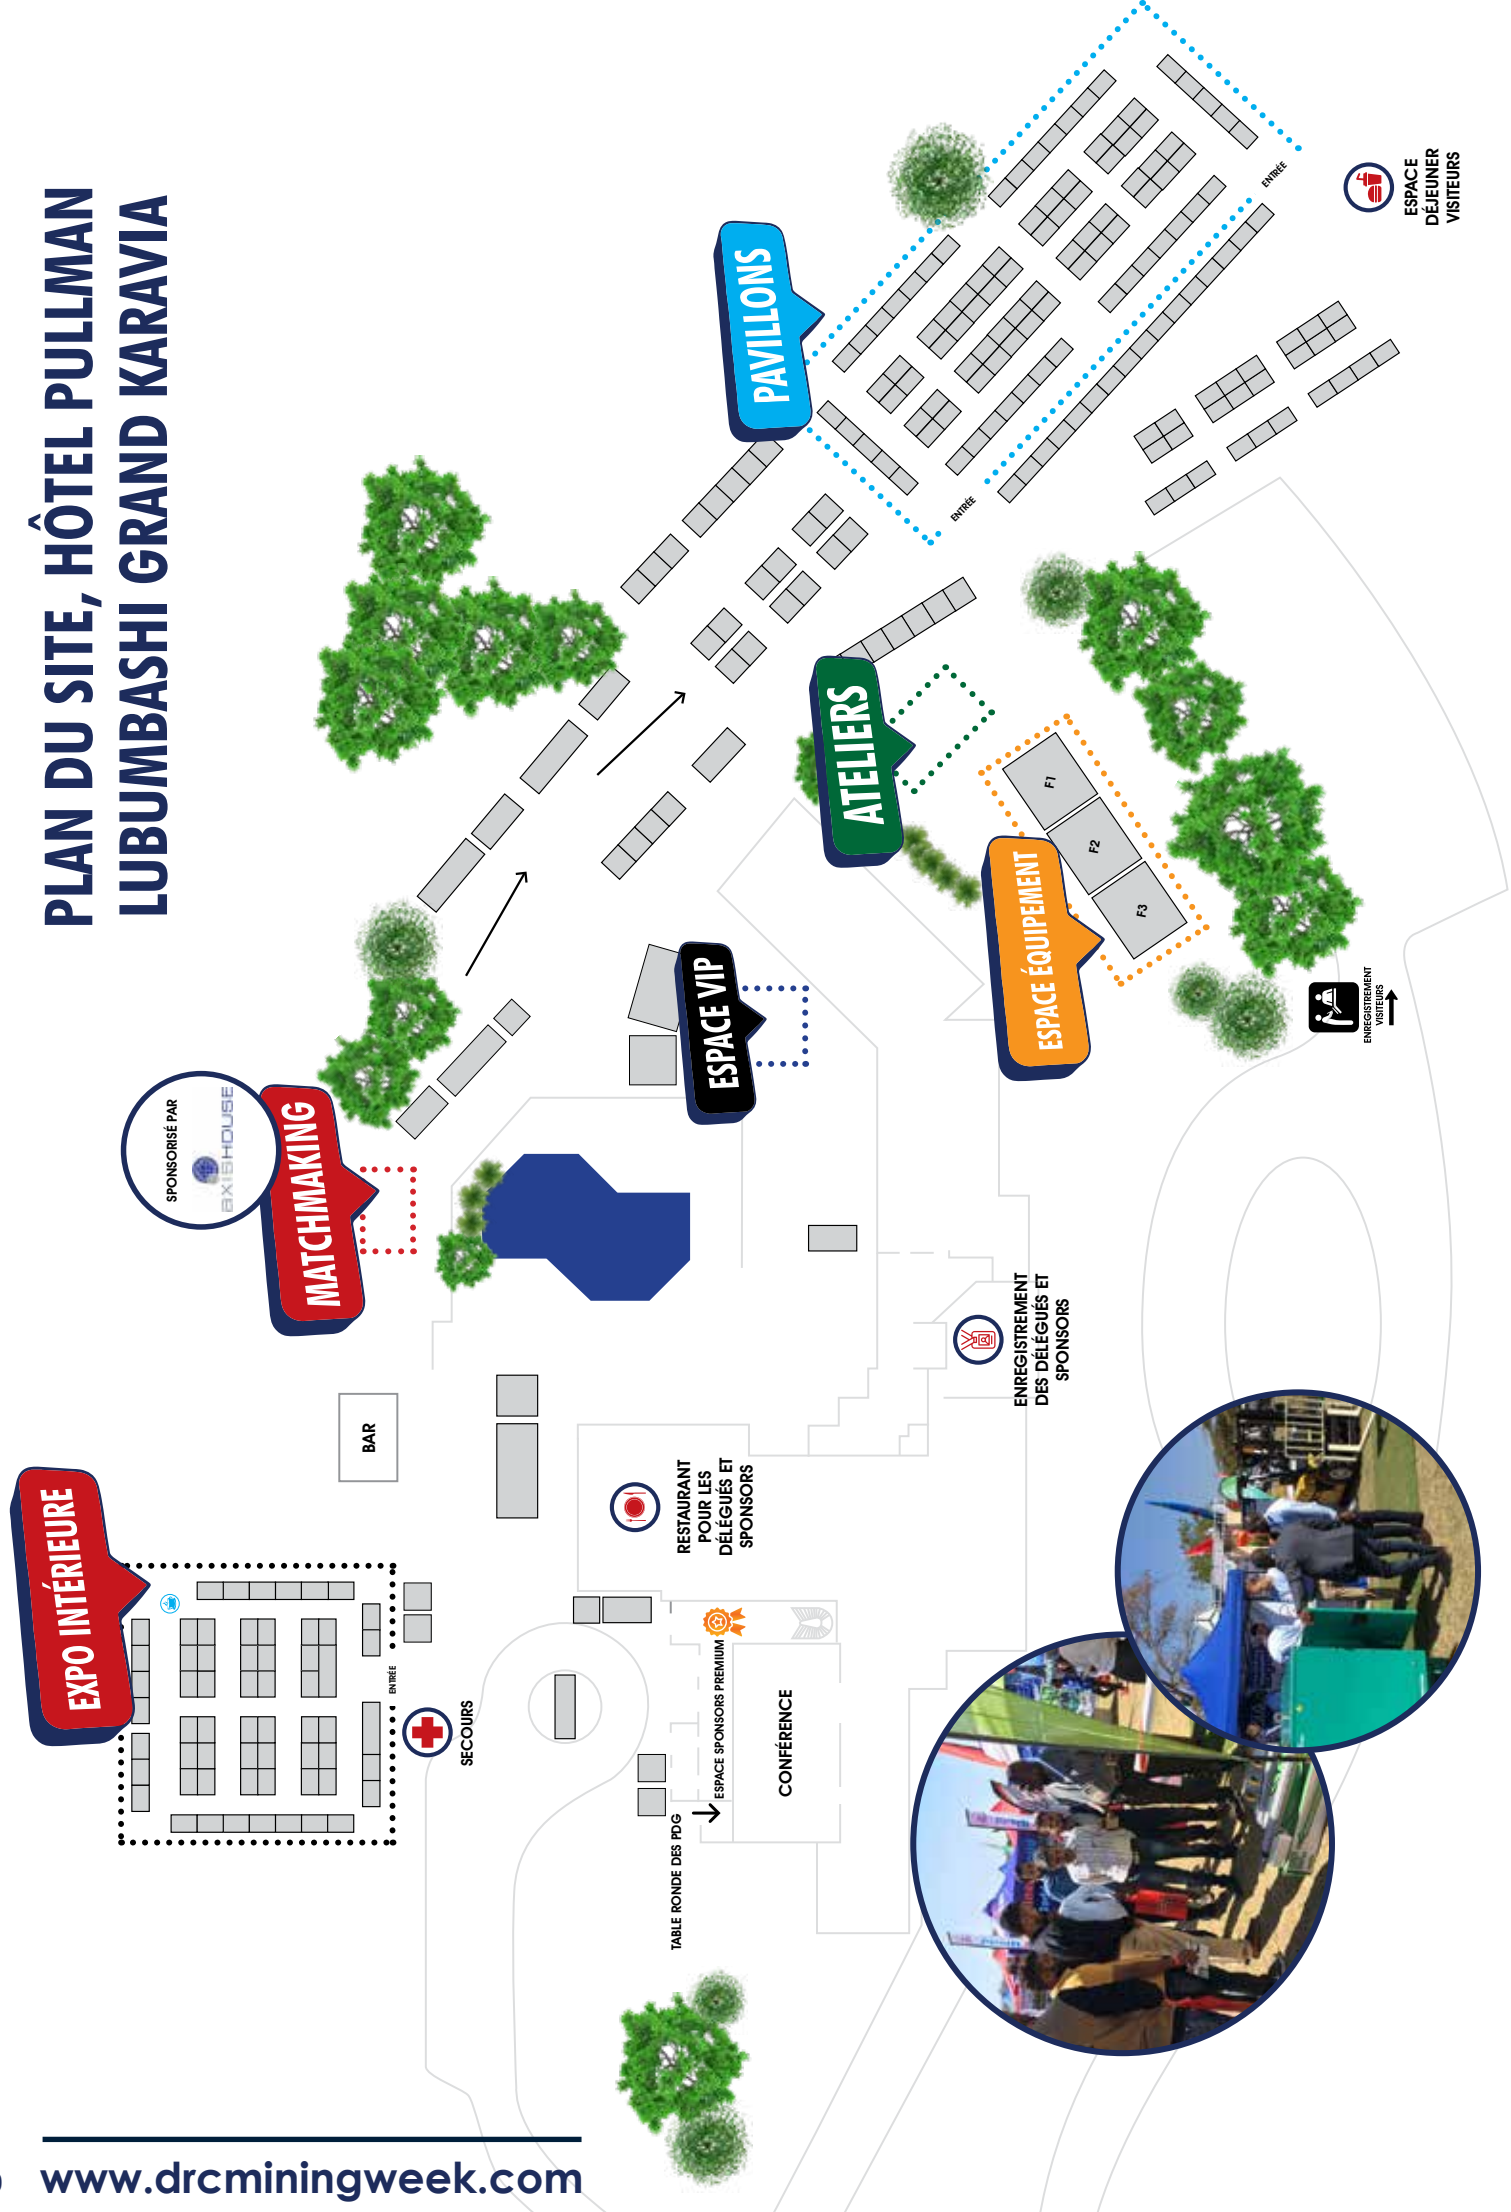 PLAN DU SITE, HÔTEL PULLMAN
LUBUMBASHI GRAND KARAVIA
EXPO INTÉRIEURE
ENTRÉE
SECOURS
BAR
SPONSORISÉ PAR
AXISHOUSE
MATCHMAKING
PAVILLONS
ENTRÉE
ENTRÉE
ESPACE
DÉJEUNER
VISITEURS
ATELIERS
ESPACE VIP
ESPACE ÉQUIPEMENT
F1
F2
F3
ENREGISTREMENT
VISITEURS
ENREGISTREMENT
DES DÉLÉGUÉS ET
SPONSORS
RESTAURANT
POUR LES
DÉLÉGUÉS ET
SPONSORS
TABLE RONDE DES PDG
ESPACE SPONSORS PREMIUM
CONFÉRENCE
www.drcminingweek.com